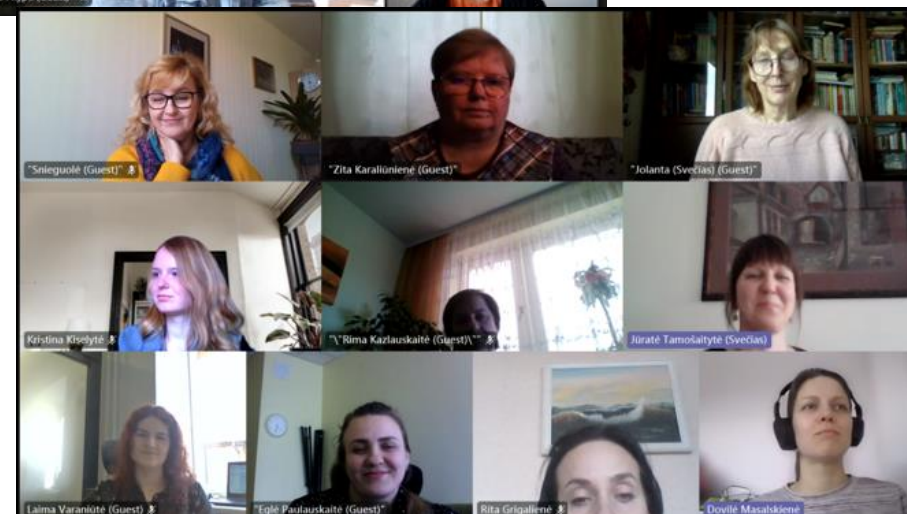 "Snieguolė (Guest)"
"Zita Karaliūnienė (Guest)"
"Jolanta (Svečias) (Guest)"
Kristina Kiselytė
"\"Rima Kazlauskaitė (Guest)\""
Jūratė Tamošaitytė (Svečias)
Laima Varaniūtė (Guest)
"Eglė Paulauskaitė (Guest)"
Rita Grigalienė
Dovilė Masalskienė